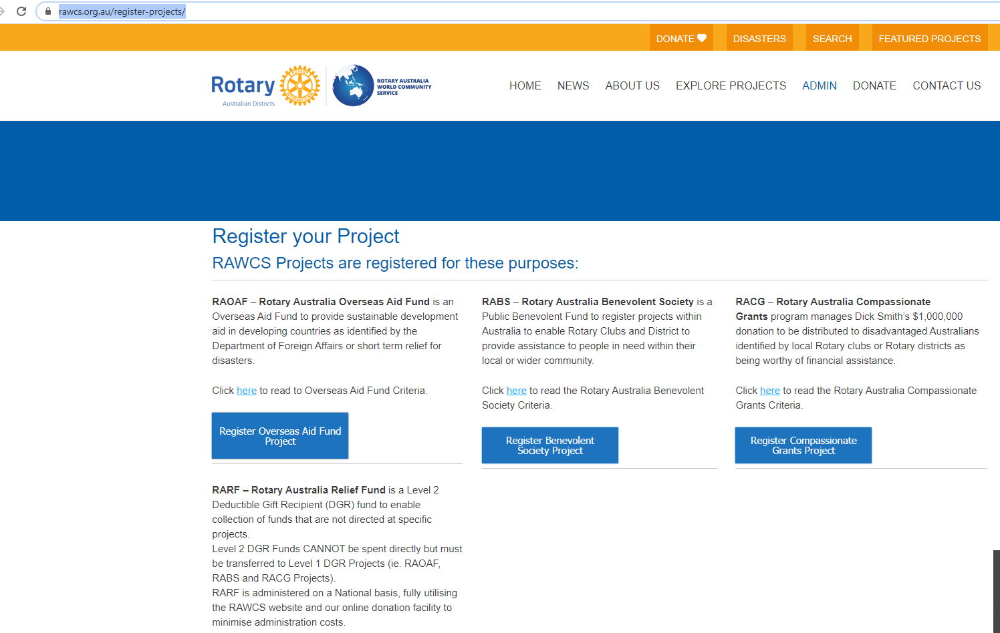 rawcs.org.au/register-projects/
DONATE
DISASTERS
SEARCH
FEATURED PROJECTS
Rotary
Australian Districts
ROTARY
INTERNATIONAL
ROTARY AUSTRALIA
WORLD COMMUNITY
SERVICE
HOME
NEWS
ABOUT US
EXPLORE PROJECTS
ADMIN
DONATE
CONTACT US
Register your Project
RAWCS Projects are registered for these purposes:
RAOAF – Rotary Australia Overseas Aid Fund is an
Overseas Aid Fund to provide sustainable development
aid in developing countries as identified by the
Department of Foreign Affairs or short term relief for
disasters.
Click here to read to Overseas Aid Fund Criteria.
Register Overseas Aid Fund
Project
RABS – Rotary Australia Benevolent Society is a
Public Benevolent Fund to register projects within
Australia to enable Rotary Clubs and District to
provide assistance to people in need within their
local or wider community.
Click here to read the Rotary Australia Benevolent
Society Criteria.
Register Benevolent
Society Project
RACG – Rotary Australia Compassionate
Grants program manages Dick Smith’s $1,000,000
donation to be distributed to disadvantaged Australians
identified by local Rotary clubs or Rotary districts as
being worthy of financial assistance.
Click here to read the Rotary Australia Compassionate
Grants Criteria.
Register Compassionate
Grants Project
RARF – Rotary Australia Relief Fund is a Level 2
Deductible Gift Recipient (DGR) fund to enable
collection of funds that are not directed at specific
projects.
Level 2 DGR Funds CANNOT be spent directly but must
be transferred to Level 1 DGR Projects (ie. RAOAF,
RABS and RACG Projects).
RARF is administered on a National basis, fully utilising
the RAWCS website and our online donation facility to
minimise administration costs.